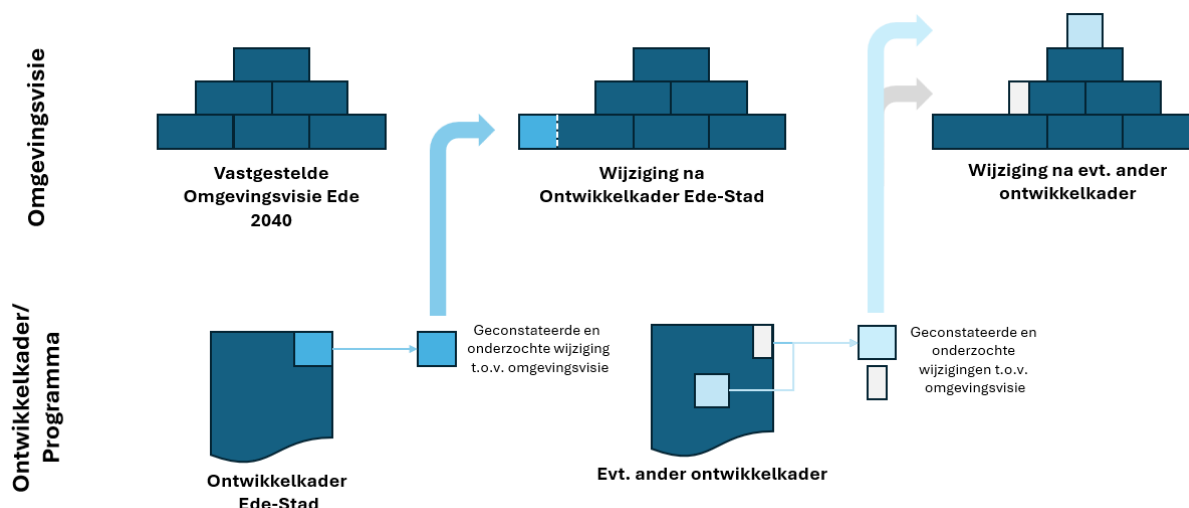 Omgevingsvisie
Vastgestelde
Omgevingsvisie Ede
2040
Wijziging na
Ontwikkelkader Ede-Stad
Wijziging na evt. ander
ontwikkelkader
Ontwikkelkader/
Programma
Geconstateerde en
onderzochte wijziging
t.o.v. omgevingsvisie
Geconstateerde en
onderzochte
wijzigingen t.o.v.
omgevingsvisie
Ontwikkelkader
Ede-Stad
Evt. ander ontwikkelkader